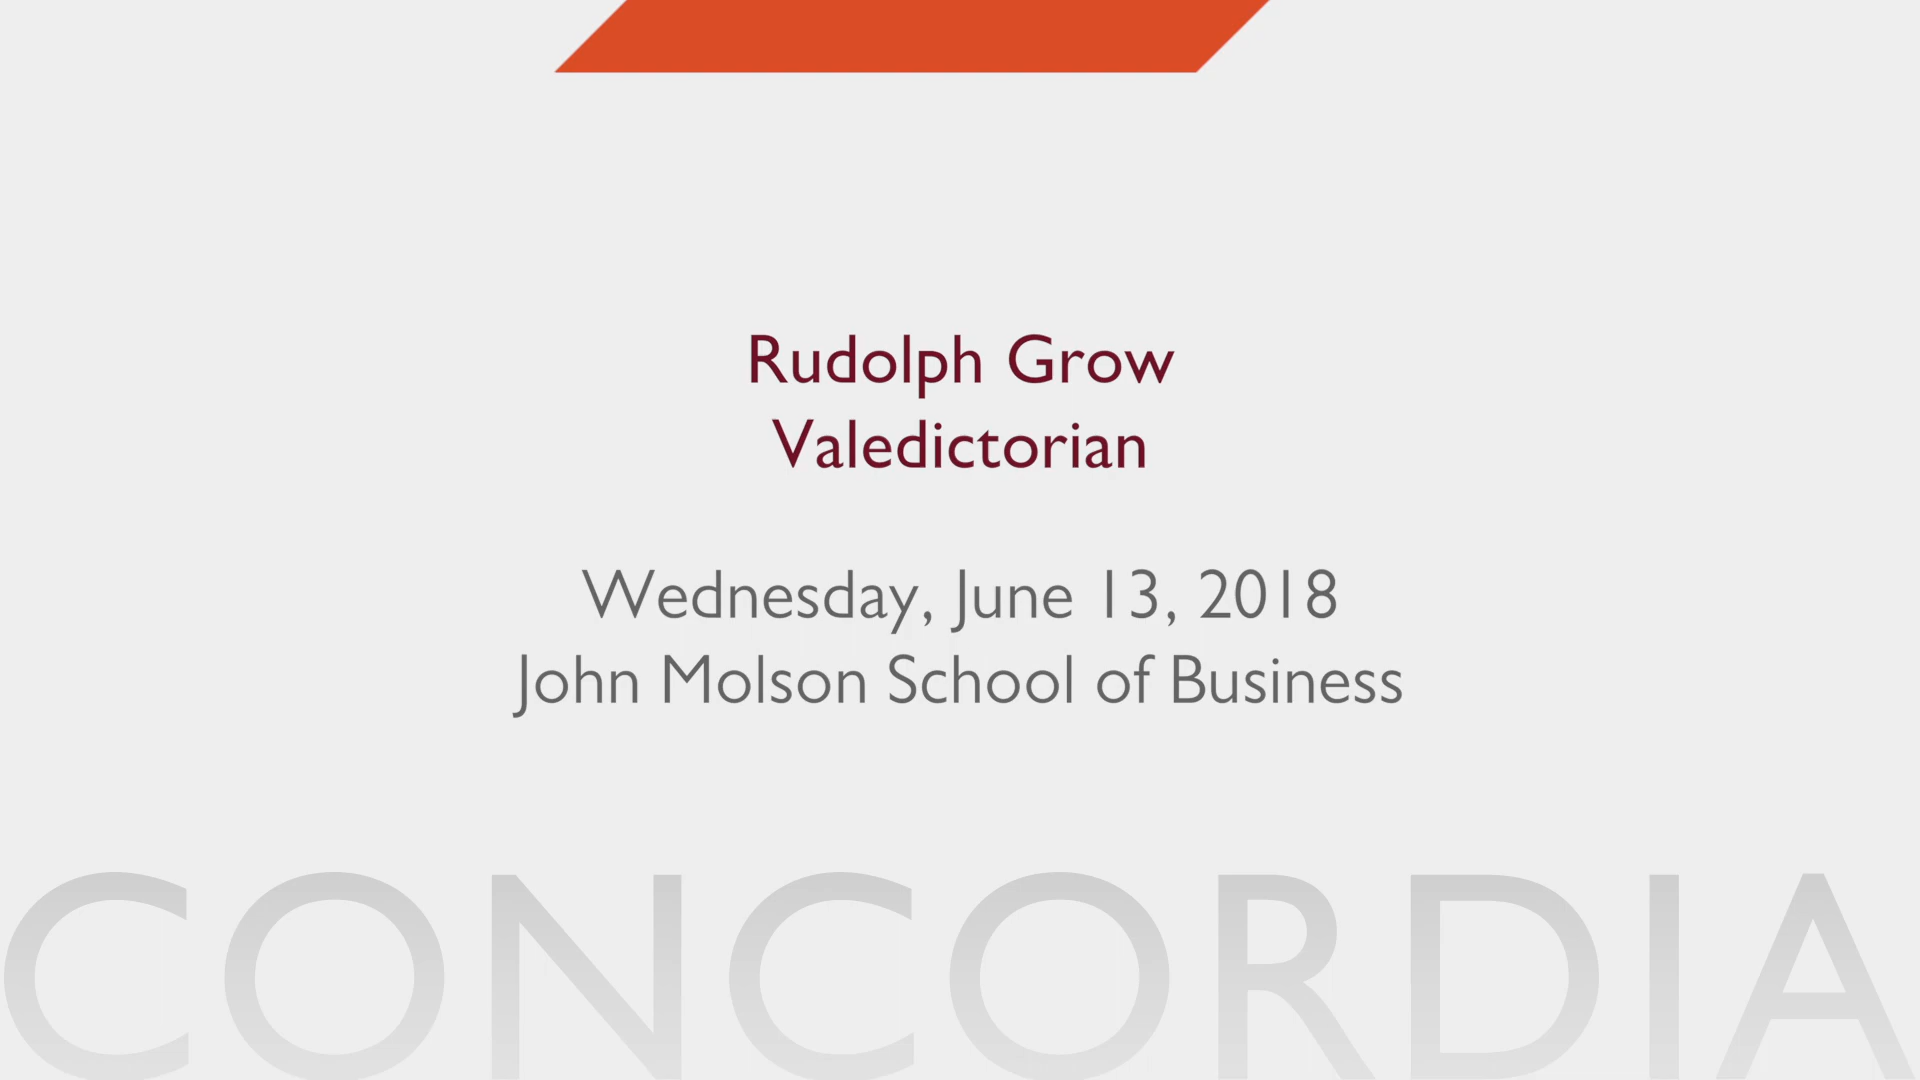 Rudolph Grow
Valedictorian
Wednesday, June 13, 2018
John Molson School of Business
CONCORDIA